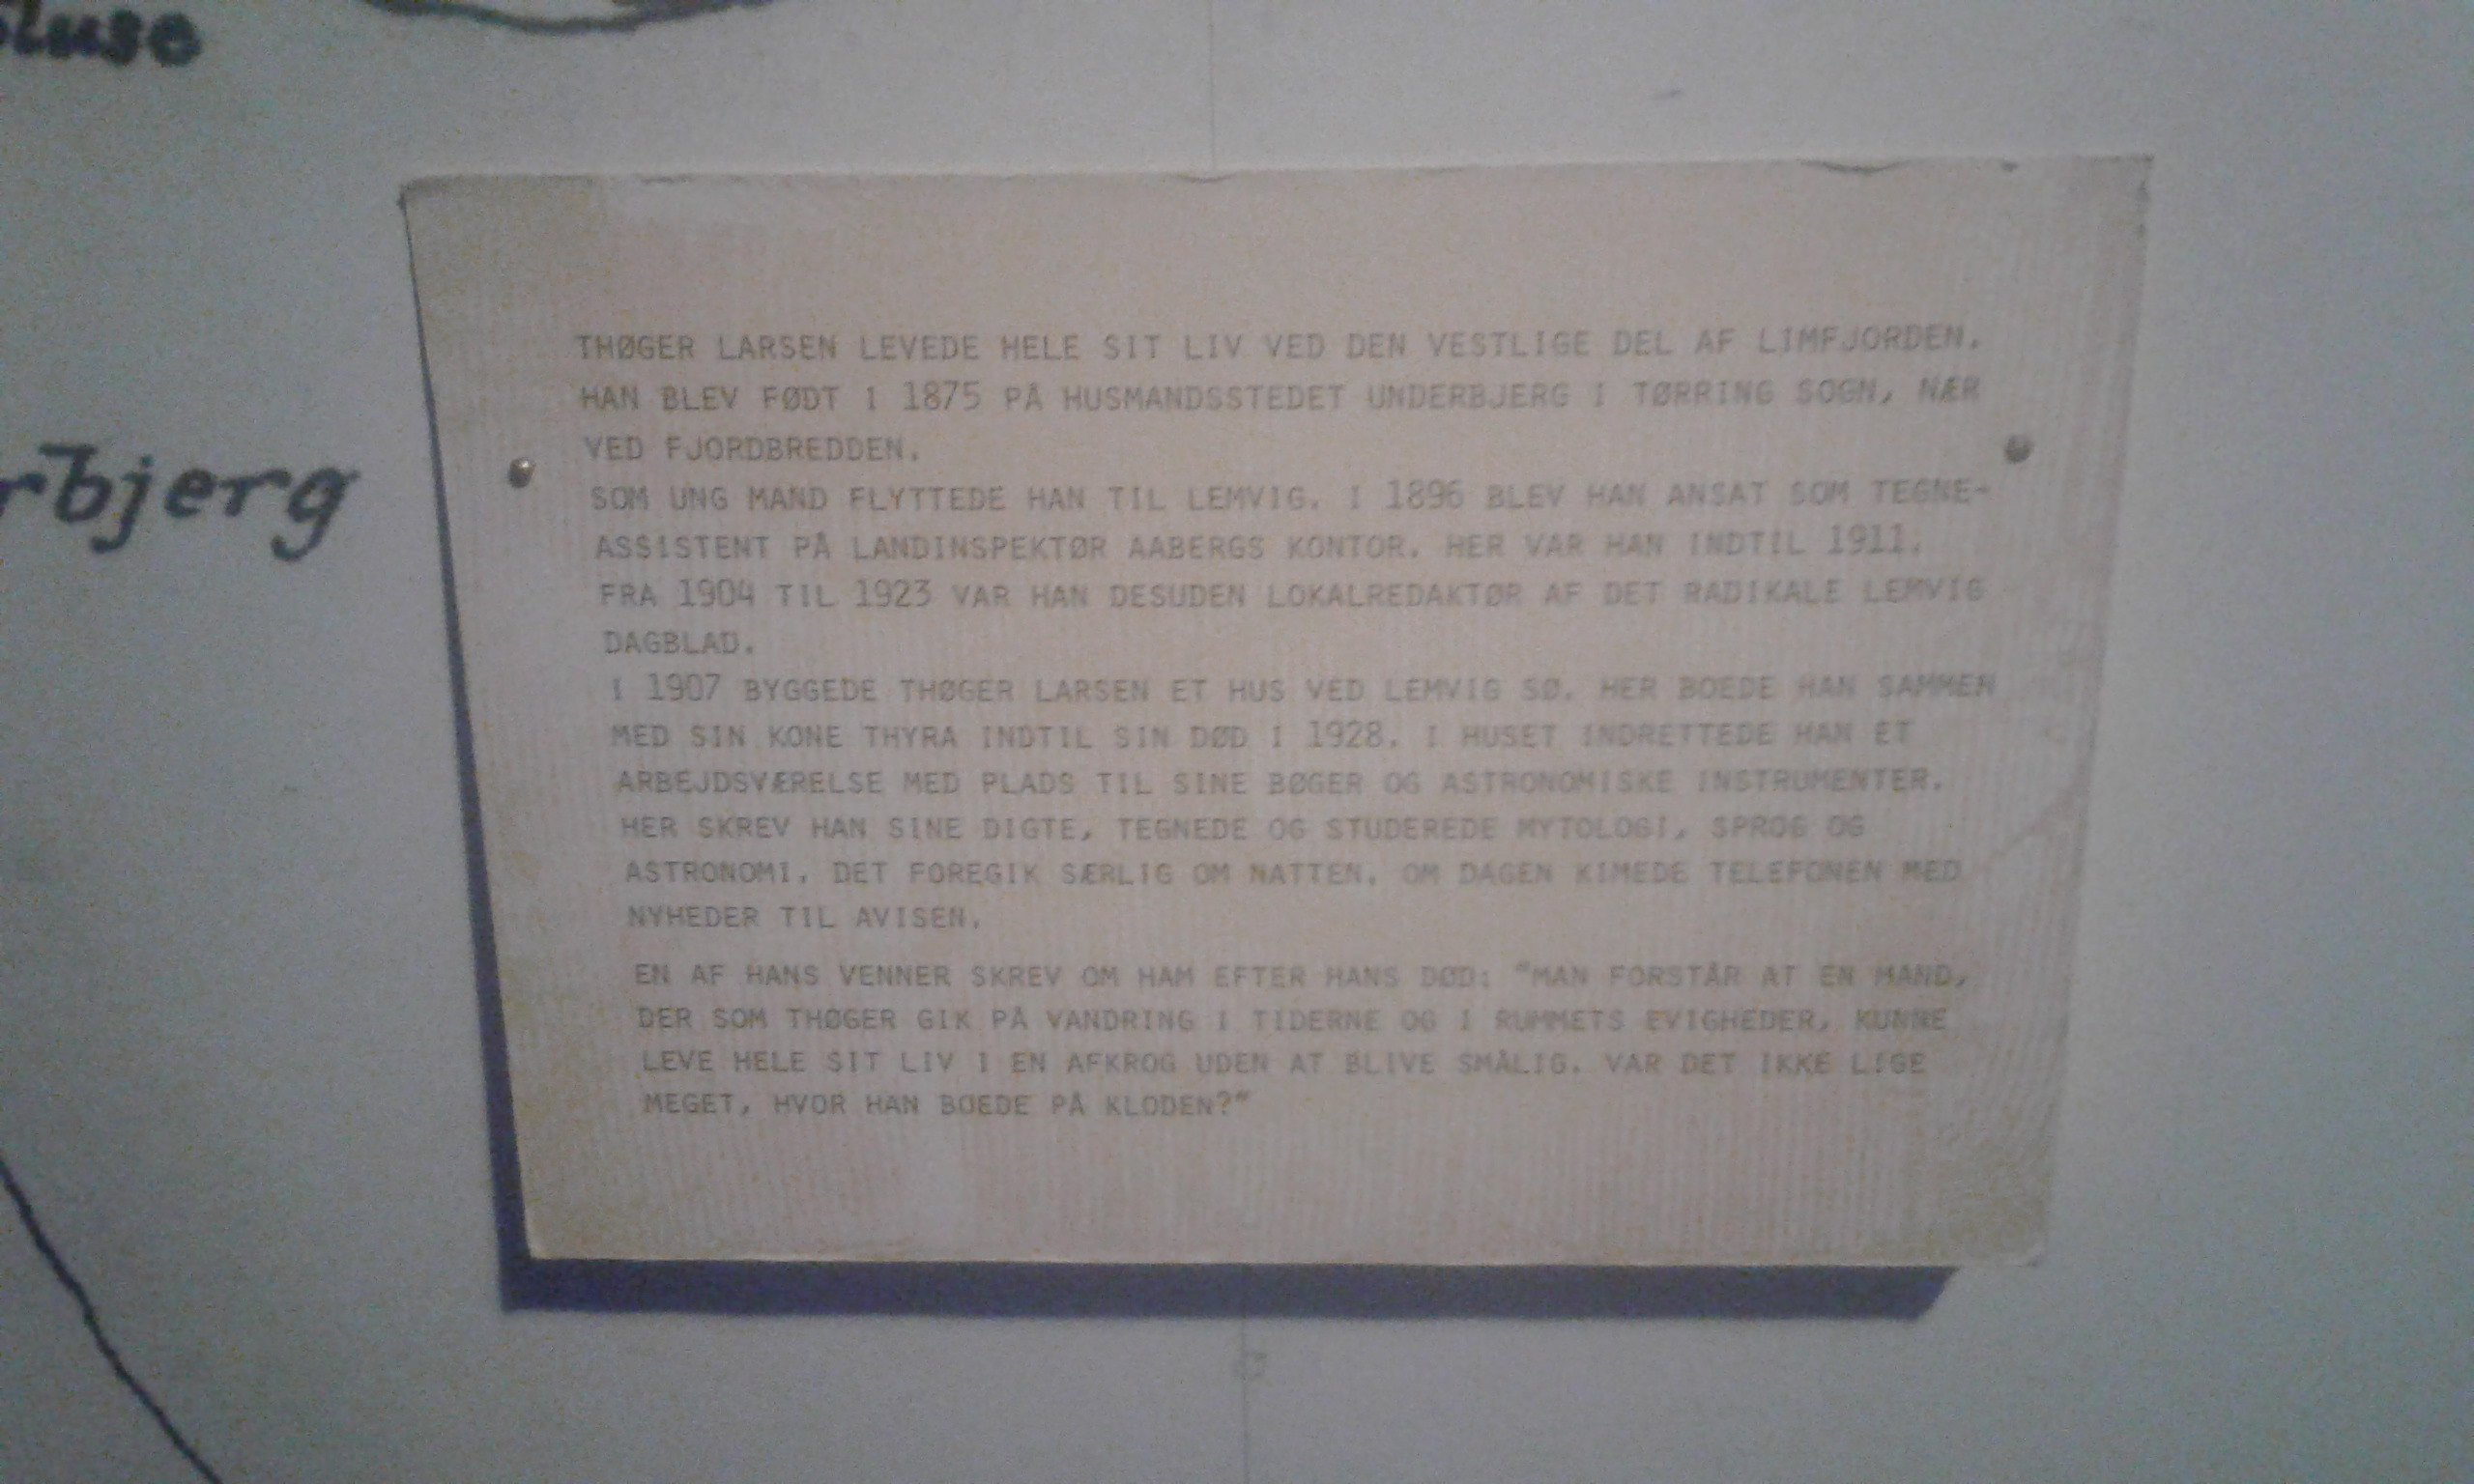 THØGER LARSEN LEVEDE HELE SIT LIV VED DEN VESTLIGE DEL AF LIMFJORDEN.
HAN BLEV FØDT I 1875 PÅ HUSMANDSSTEDET UNDERBJERG I TØRRING SOGN, NÆR
VED FJORDBREDDEN.
rbjerg
SOM UNG MAND FLYTTEDE HAN TIL LEMVIG. I 1896 BLEV HAN ANSAT SOM TEGNE-
ASSISTENT PÅ LANDINSPEKTØR AABERGS KONTOR. HER VAR HAN INDTIL 1911.
FRA 1904 TIL 1923 VAR HAN DESUDEN LOKALREDAKTØR AF DET RADIKALE LEMVIG
DAGBLAD.
I 1907 BYGGEDE THØGER LARSEN ET HUS VED LEMVIG SØ. HER BOEDE HAN SAMMEN
MED SIN KONE THYRA INDTIL SIN DØD I 1928. I HUSET INDRETTEDE HAN ET
ARBEJDSVÆRELSE MED PLADS TIL SINE BØGER OG ASTRONOMISKE INSTRUMENTER.
HER SKREV HAN SINE DIGTE, TEGNEDE OG STUDEREDE MYTOLOGI, SPROG OG
ASTRONOMI. DET FOREGIK SÆRLIG OM NATTEN. OM DAGEN KIMEDE TELEFONEN MED
NYHEDER TIL AVISEN.
EN AF HANS VENNER SKREV OM HAM EFTER HANS DØD: "MAN FORSTÅR AT EN MAND,
DER SOM THØGER GIK PÅ VANDRING I TIDERNE OG I RUMMETS EVIGHEDER, KUNNE
LEVE HELE SIT LIV I EN AFKROG UDEN AT BLIVE SMÅLIG. VAR DET IKKE LIGE
MEGET, HVOR HAN BOEDE PÅ KLODEN?"